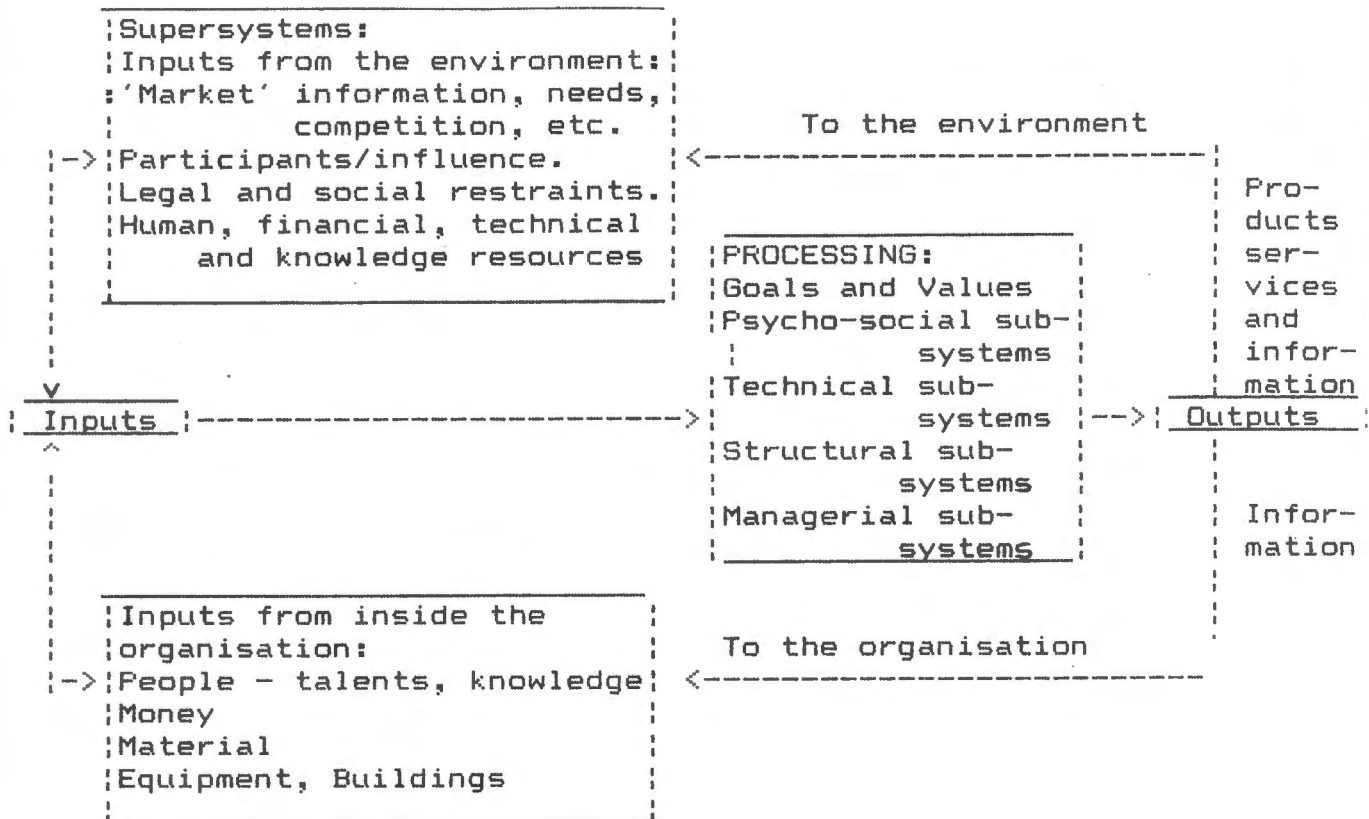 Supersystems:
Inputs from the environment:
'Market' information, needs,
competition, etc.
Participants/influence.
Legal and social restraints.
Human, financial, technical
and knowledge resources
To the environment
Pro-
ducts
ser-
vices
and
infor-
mation
PROCESSING:
Goals and Values
Psycho-social sub-
systems
Technical sub-
systems
Structural sub-
systems
Managerial sub-
systems
Inputs
Outputs
Infor-
mation
Inputs from inside the
organisation:
People - talents, knowledge
Money
Material
Equipment, Buildings
To the organisation